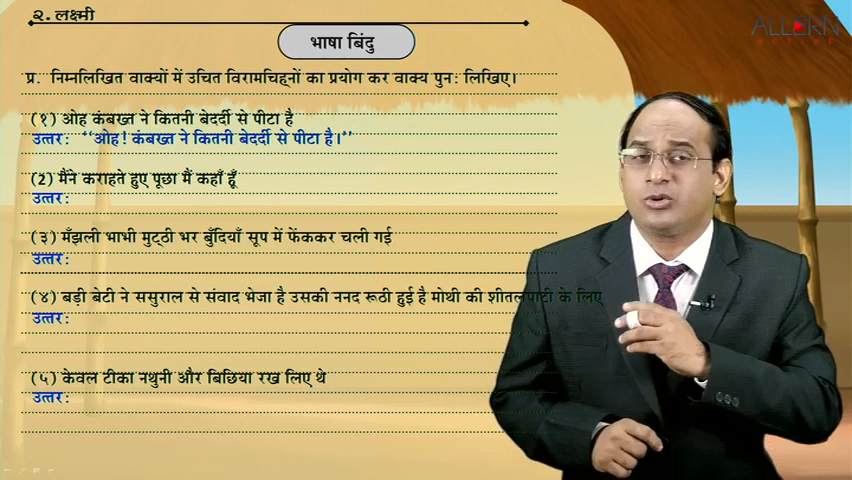 २. लक्ष्मी
ALLERN
भाषा बिंदु
प्र. निम्नलिखित वाक्यों में उचित विरामचिह्नों का प्रयोग कर वाक्य पुन: लिखिए।
(१) ओह कंबख्त ने कितनी बेदर्दी से पीटा है
उत्तर: “ओह! कंबख्त ने कितनी बेदर्दी से पीटा है।”
(2) मैंने कराहते हुए पूछा मैं कहाँ हूँ
उत्तर:
(३) मँझली भाभी मुट्ठी भर बुँदियाँ सूप में फेंककर चली गई
उत्तर:
(४) बड़ी बेटी ने ससुराल से संवाद भेजा है उसकी ननद रूठी हुई है मोथी की शीतलपाटी के लिए
उत्तर:
(५) केवल टीका नथुनी और बिछिया रख लिए थे
उत्तर: